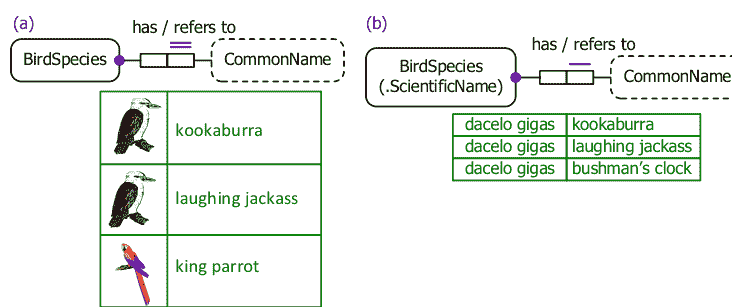 (a)
has / refers to
BirdSpecies
CommonName
kookaburra
laughing jackass
king parrot
(b)
has / refers to
BirdSpecies
(.ScientificName)
CommonName
dacelo gigas kookaburra
dacelo gigas laughing jackass
dacelo gigas bushman's clock